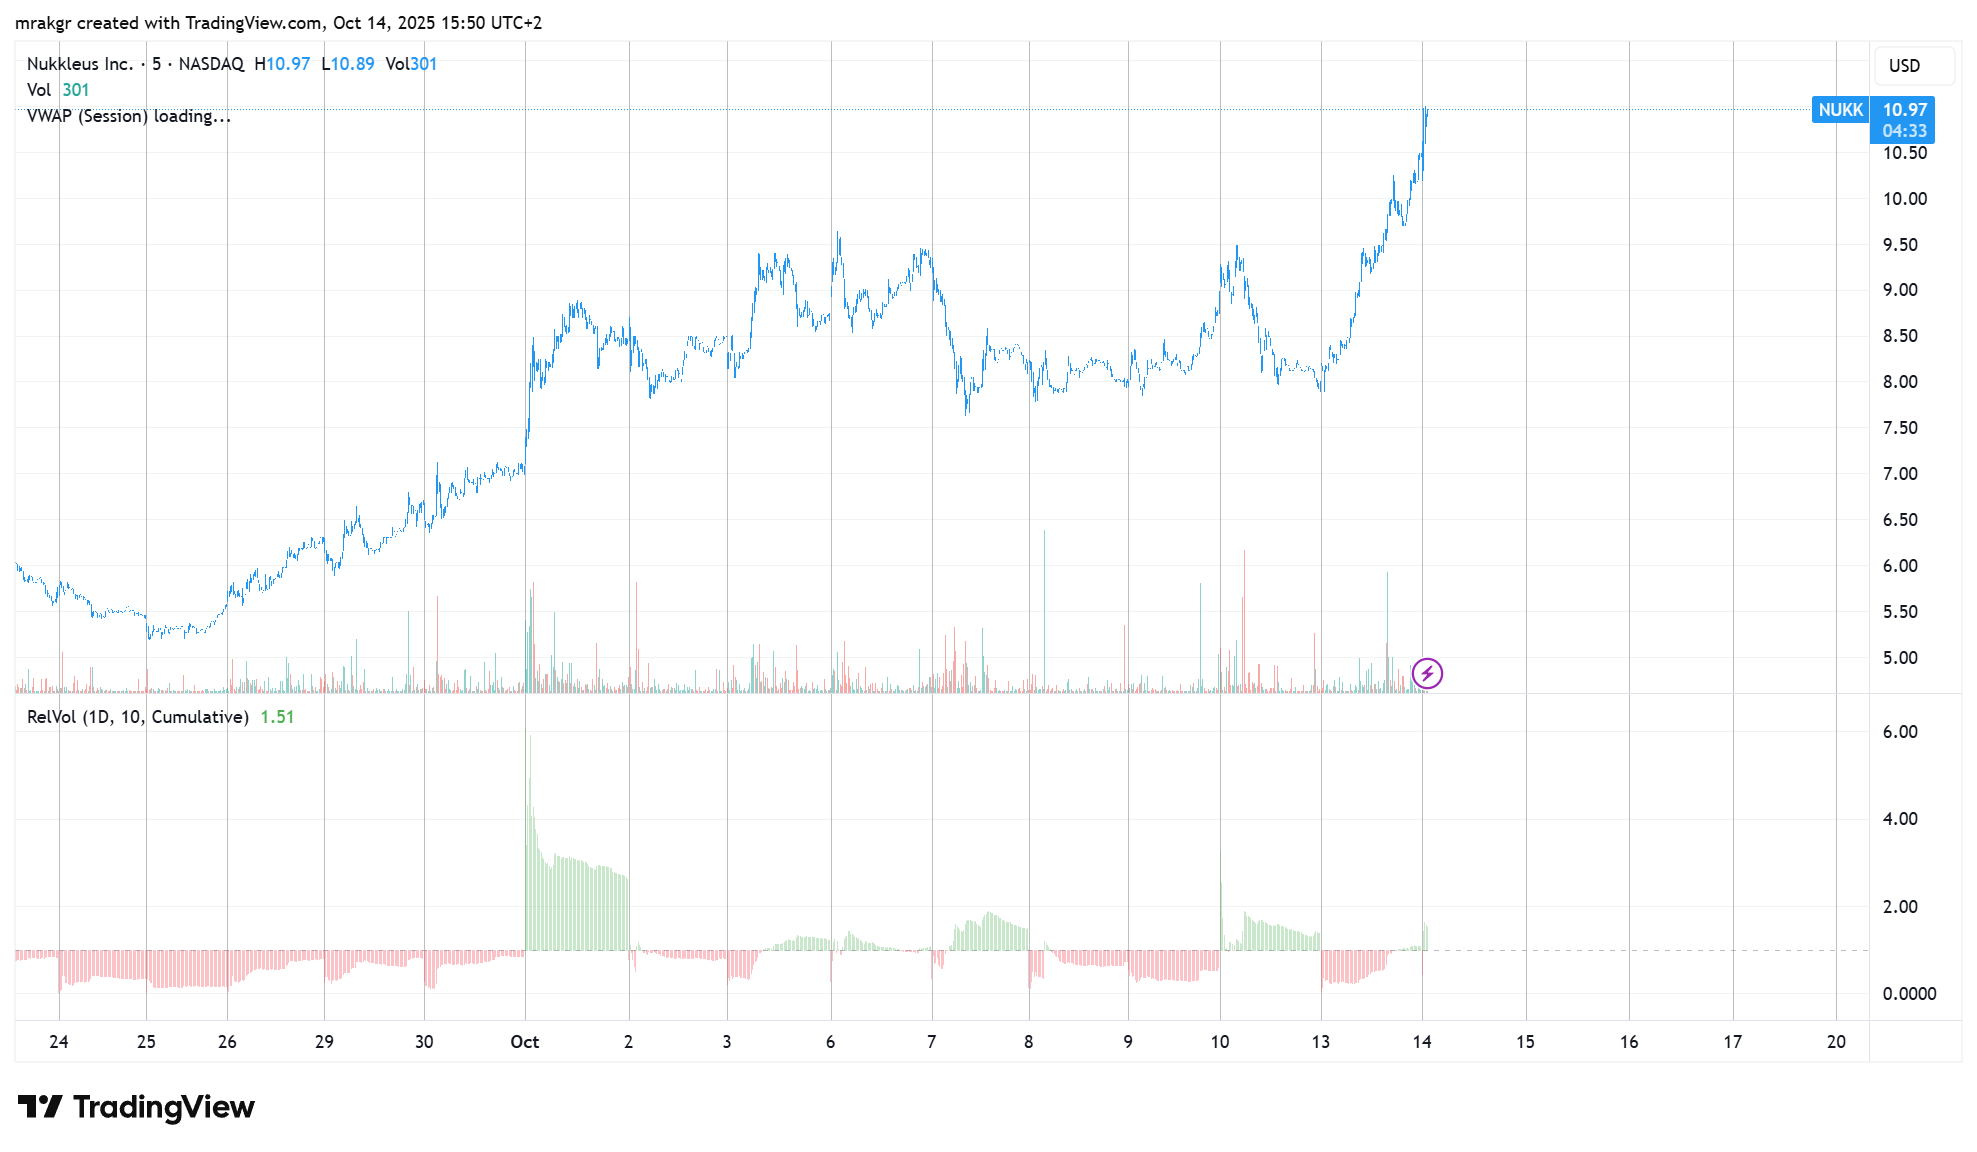 mrakgr created with TradingView.com, Oct 14, 2025 15:50 UTC+2
Nukkleus Inc. · 5 · NASDAQ H10.97 L10.89 Vol301
USD
Vol 301
VWAP (Session) loading...
NUKK 10.97
04:33
10.50
10.00
9.50
9.00
8.50
8.00
7.50
7.00
6.50
6.00
5.50
5.00
RelVol (1D, 10, Cumulative) 1.51
6.00
4.00
2.00
0.0000
24 25 26 29 30 Oct 2 3 6 7 8 9 10 13 14 15 16 17 20
TradingView